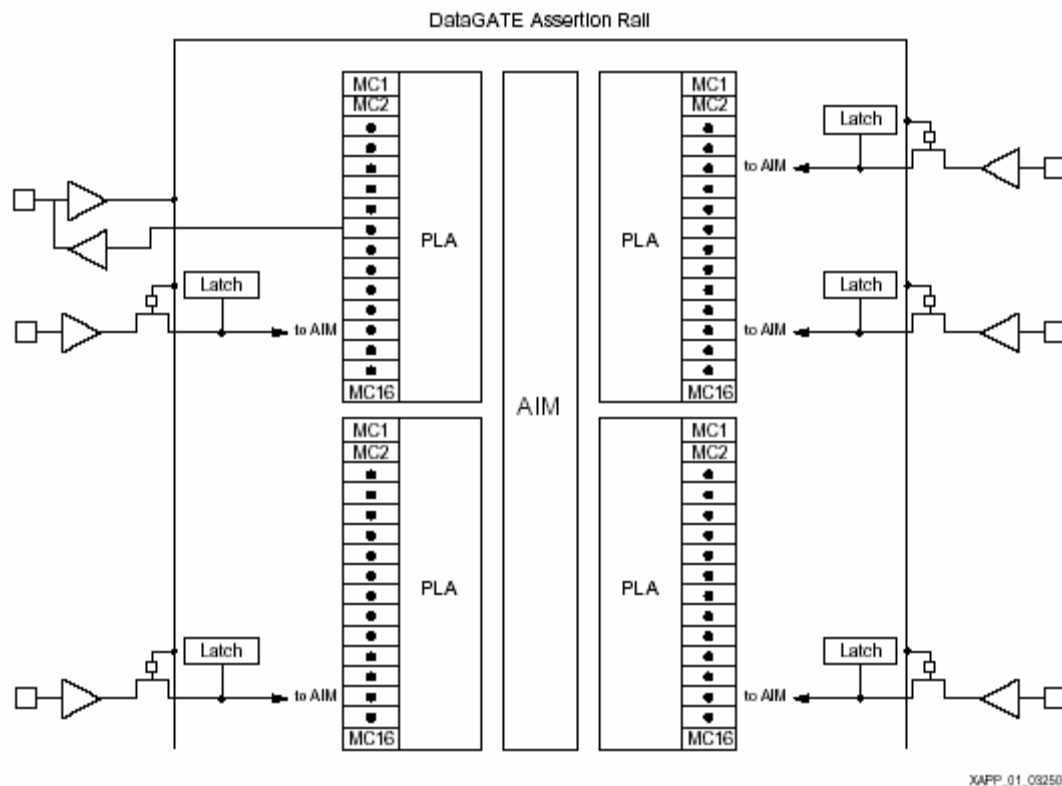 DataGATE Assertion Rail
MC1
MC2
PLA
MC16
MC1
MC2
PLA
MC16
AIM
MC1
MC2
PLA
MC16
MC1
MC2
PLA
MC16
Latch
to AIM
Latch
to AIM
Latch
to AIM
Latch
to AIM
Latch
to AIM
XAPP_01_03250